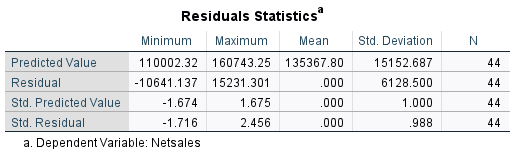 Residuals Statisticsa
Minimum Maximum Mean Std. Deviation N
Predicted Value 110002.32 160743.25 135367.80 15152.687 44
Residual -10641.137 15231.301 .000 6128.500 44
Std. Predicted Value -1.674 1.675 .000 1.000 44
Std. Residual -1.716 2.456 .000 .988 44
a. Dependent Variable: Netsales